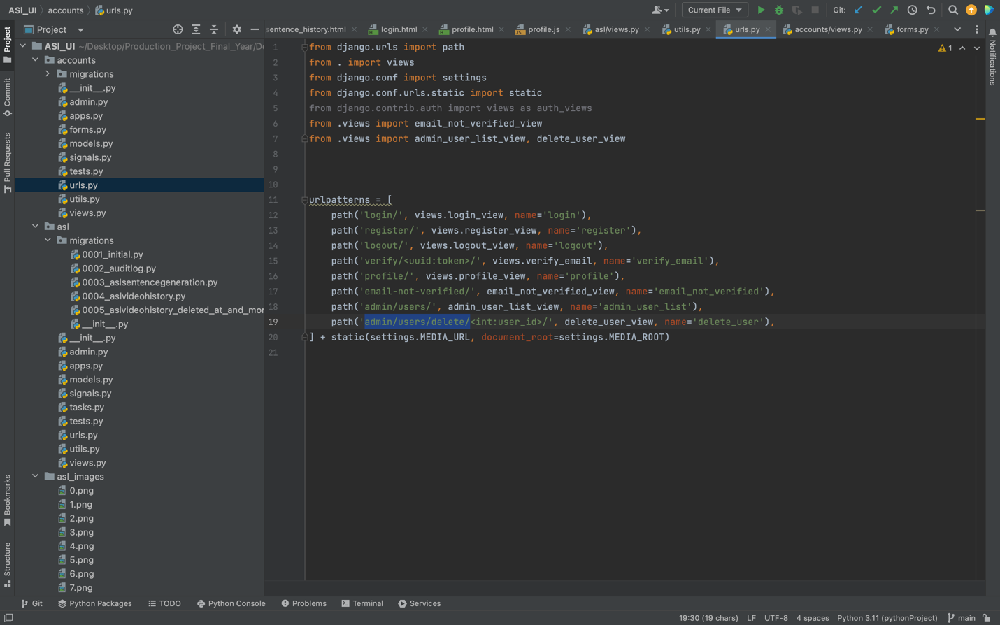 ASI_UI
accounts
urls.py
Current File
Git:
Project
sentence_history.html
login.html
profile.html
profile.js
asl/views.py
utils.py
urls.py
accounts/views.py
forms.py
ASI_UI ~/Desktop/Production_Project_Final_Year/De
accounts
migrations
__init__.py
admin.py
apps.py
forms.py
models.py
signals.py
tests.py
urls.py
utils.py
views.py
asl
migrations
0001_initial.py
0002_auditlog.py
0003_aslsentencegeneration.py
0004_aslvideohistory.py
0005_aslvideohistory_deleted_at_and_mor
__init__.py
__init__.py
admin.py
apps.py
models.py
signals.py
tasks.py
tests.py
urls.py
utils.py
views.py
asl_images
0.png
1.png
2.png
3.png
4.png
5.png
6.png
7.png
Project
Commit
Pull Requests
Bookmarks
Structure
Notifications
1
1 from django.urls import path
2 from . import views
3 from django.conf import settings
4 from django.conf.urls.static import static
5 from django.contrib.auth import views as auth_views
6 from .views import email_not_verified_view
7 from .views import admin_user_list_view, delete_user_view
8
9
10
11 urlpatterns = [
12 path('login/', views.login_view, name='login'),
13 path('register/', views.register_view, name='register'),
14 path('logout/', views.logout_view, name='logout'),
15 path('verify/<uuid:token>/', views.verify_email, name='verify_email'),
16 path('profile/', views.profile_view, name='profile'),
17 path('email-not-verified/', email_not_verified_view, name='email_not_verified'),
18 path('admin/users/', admin_user_list_view, name='admin_user_list'),
19 path('admin/users/delete/<int:user_id>/', delete_user_view, name='delete_user'),
20 ] + static(settings.MEDIA_URL, document_root=settings.MEDIA_ROOT)
21
Git
Python Packages
TODO
Python Console
Problems
Terminal
Services
19:30 (19 chars)
LF
UTF-8
4 spaces
Python 3.11 (pythonProject)
main